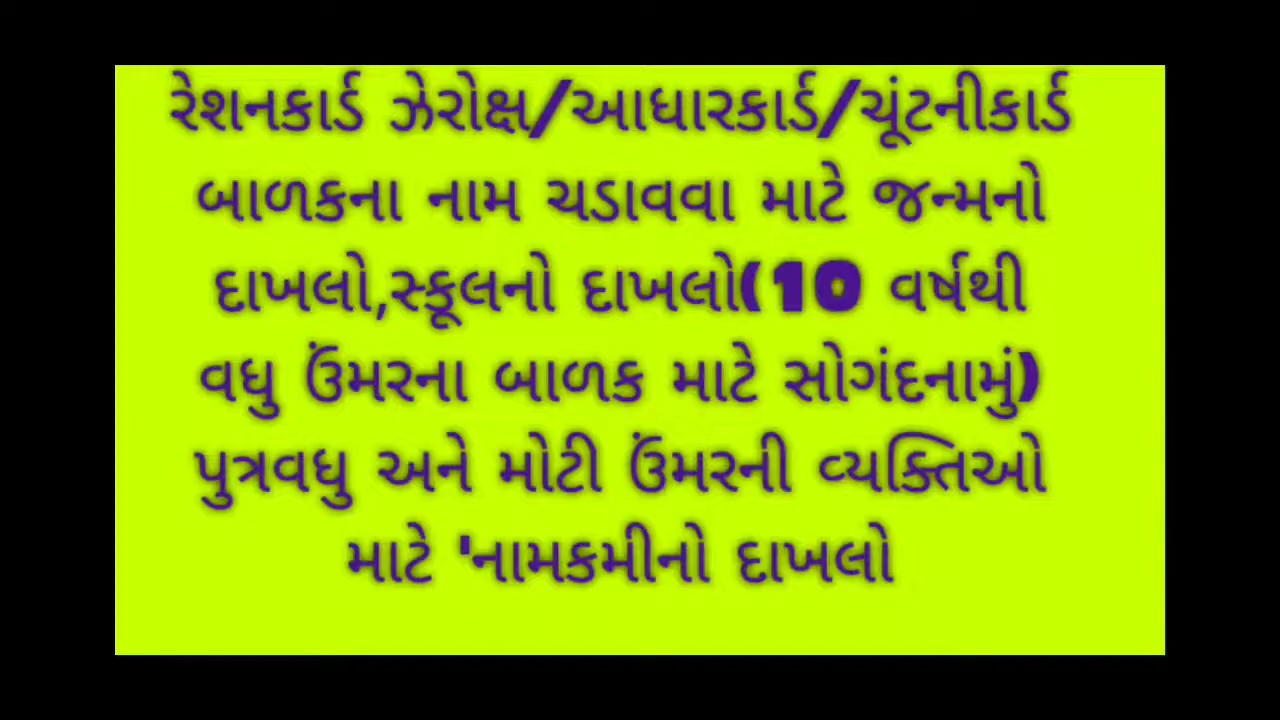 રેશનકાર્ડ ઝેરોક્ષ/આધારકાર્ડ/ચૂંટનીકાર્ડ
બાળકના નામ ચડાવવા માટે જન્મનો
દાખલો,સ્કૂલનો દાખલો(10 વર્ષથી
વધુ ઉંમરના બાળક માટે સોગંદનામું)
પુત્રવધુ અને મોટી ઉંમરની વ્યક્તિઓ
માટે 'નામકમીનો દાખલો